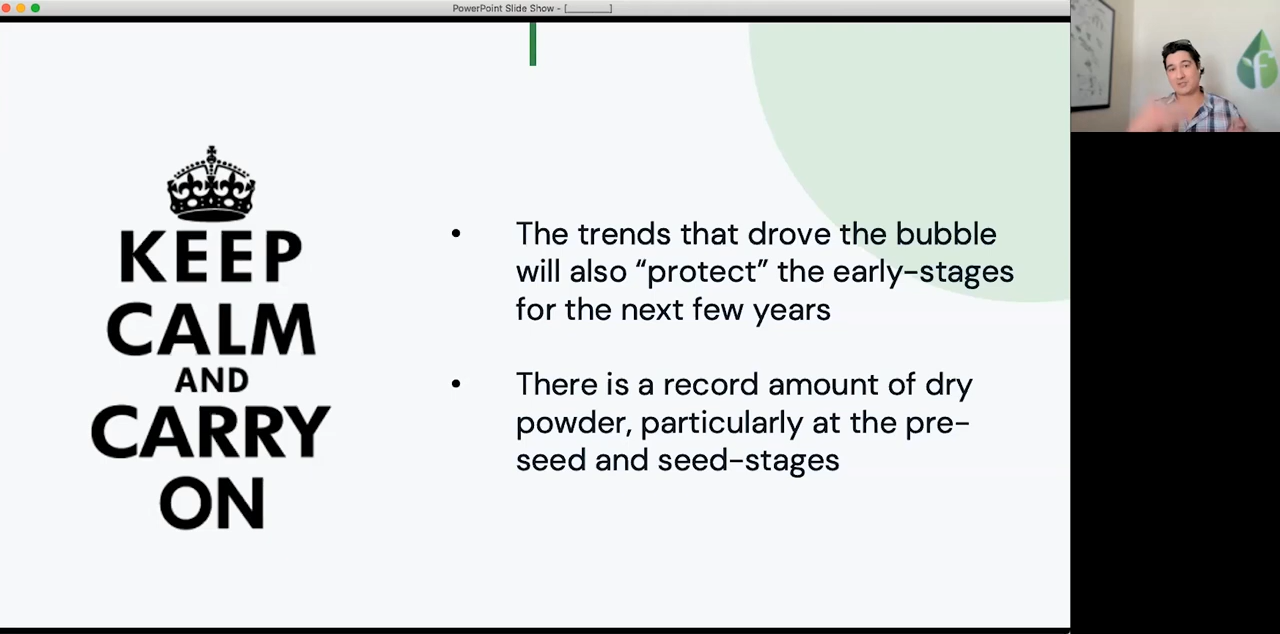 PowerPoint Slide Show - [______]
KEEP
CALM
AND
CARRY
ON
• The trends that drove the bubble
will also “protect” the early-stages
for the next few years
• There is a record amount of dry
powder, particularly at the pre-
seed and seed-stages
f